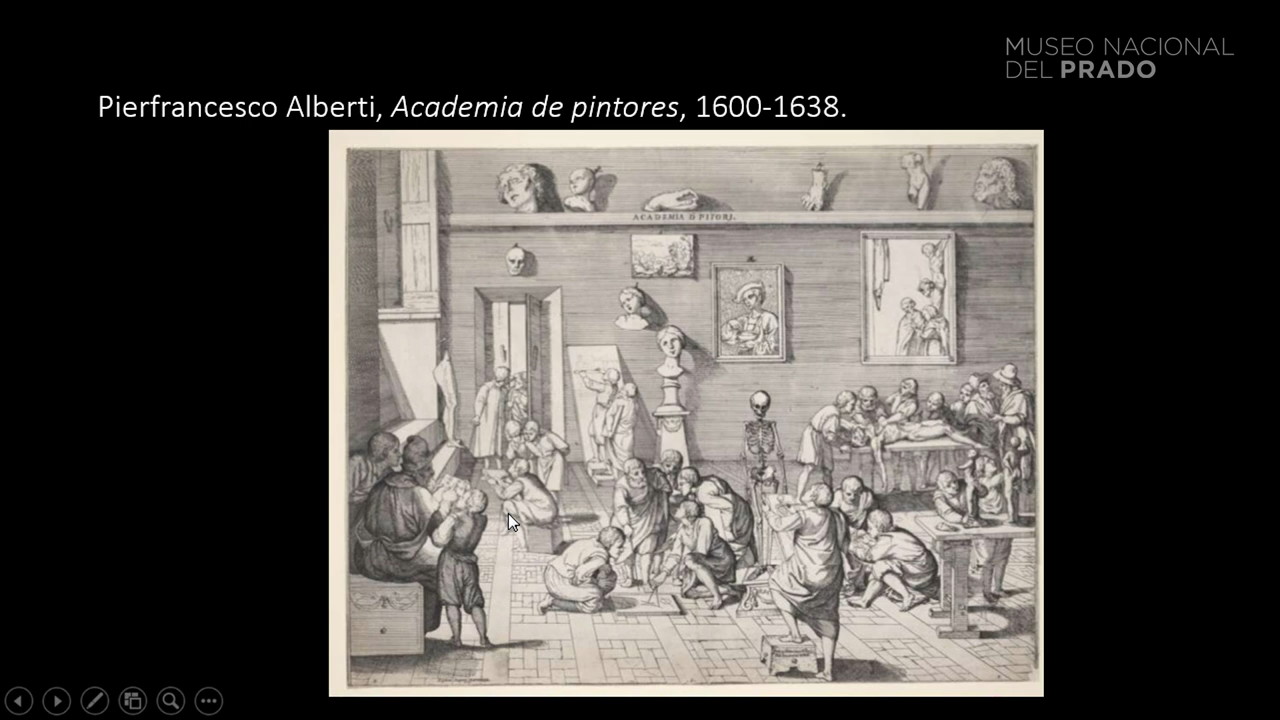 MUSEO NACIONAL
DEL PRADO
Pierfrancesco Alberti, Academia de pintores, 1600-1638.
ACADEMIA D PITORI.